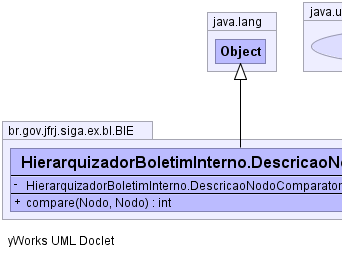 java.lang
java.u
Object
br.gov.jfrj.siga.ex.bl.BIE
HierarquizadorBoletimInterno.DescricaoNo
- HierarquizadorBoletimInterno.DescricaoNodoComparator
+ compare(Nodo, Nodo) : int
yWorks UML Doclet